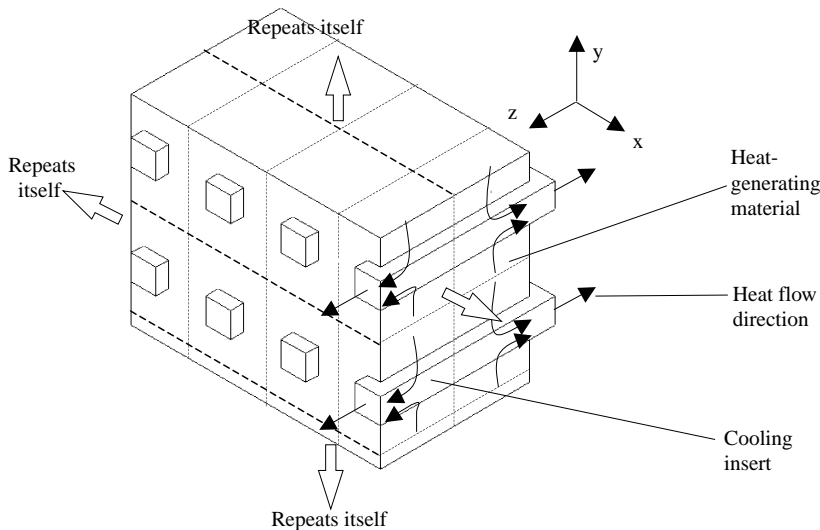 Repeats itself
y
z
x
Repeats
itself
Heat-
generating
material
Heat flow
direction
Cooling
insert
Repeats itself